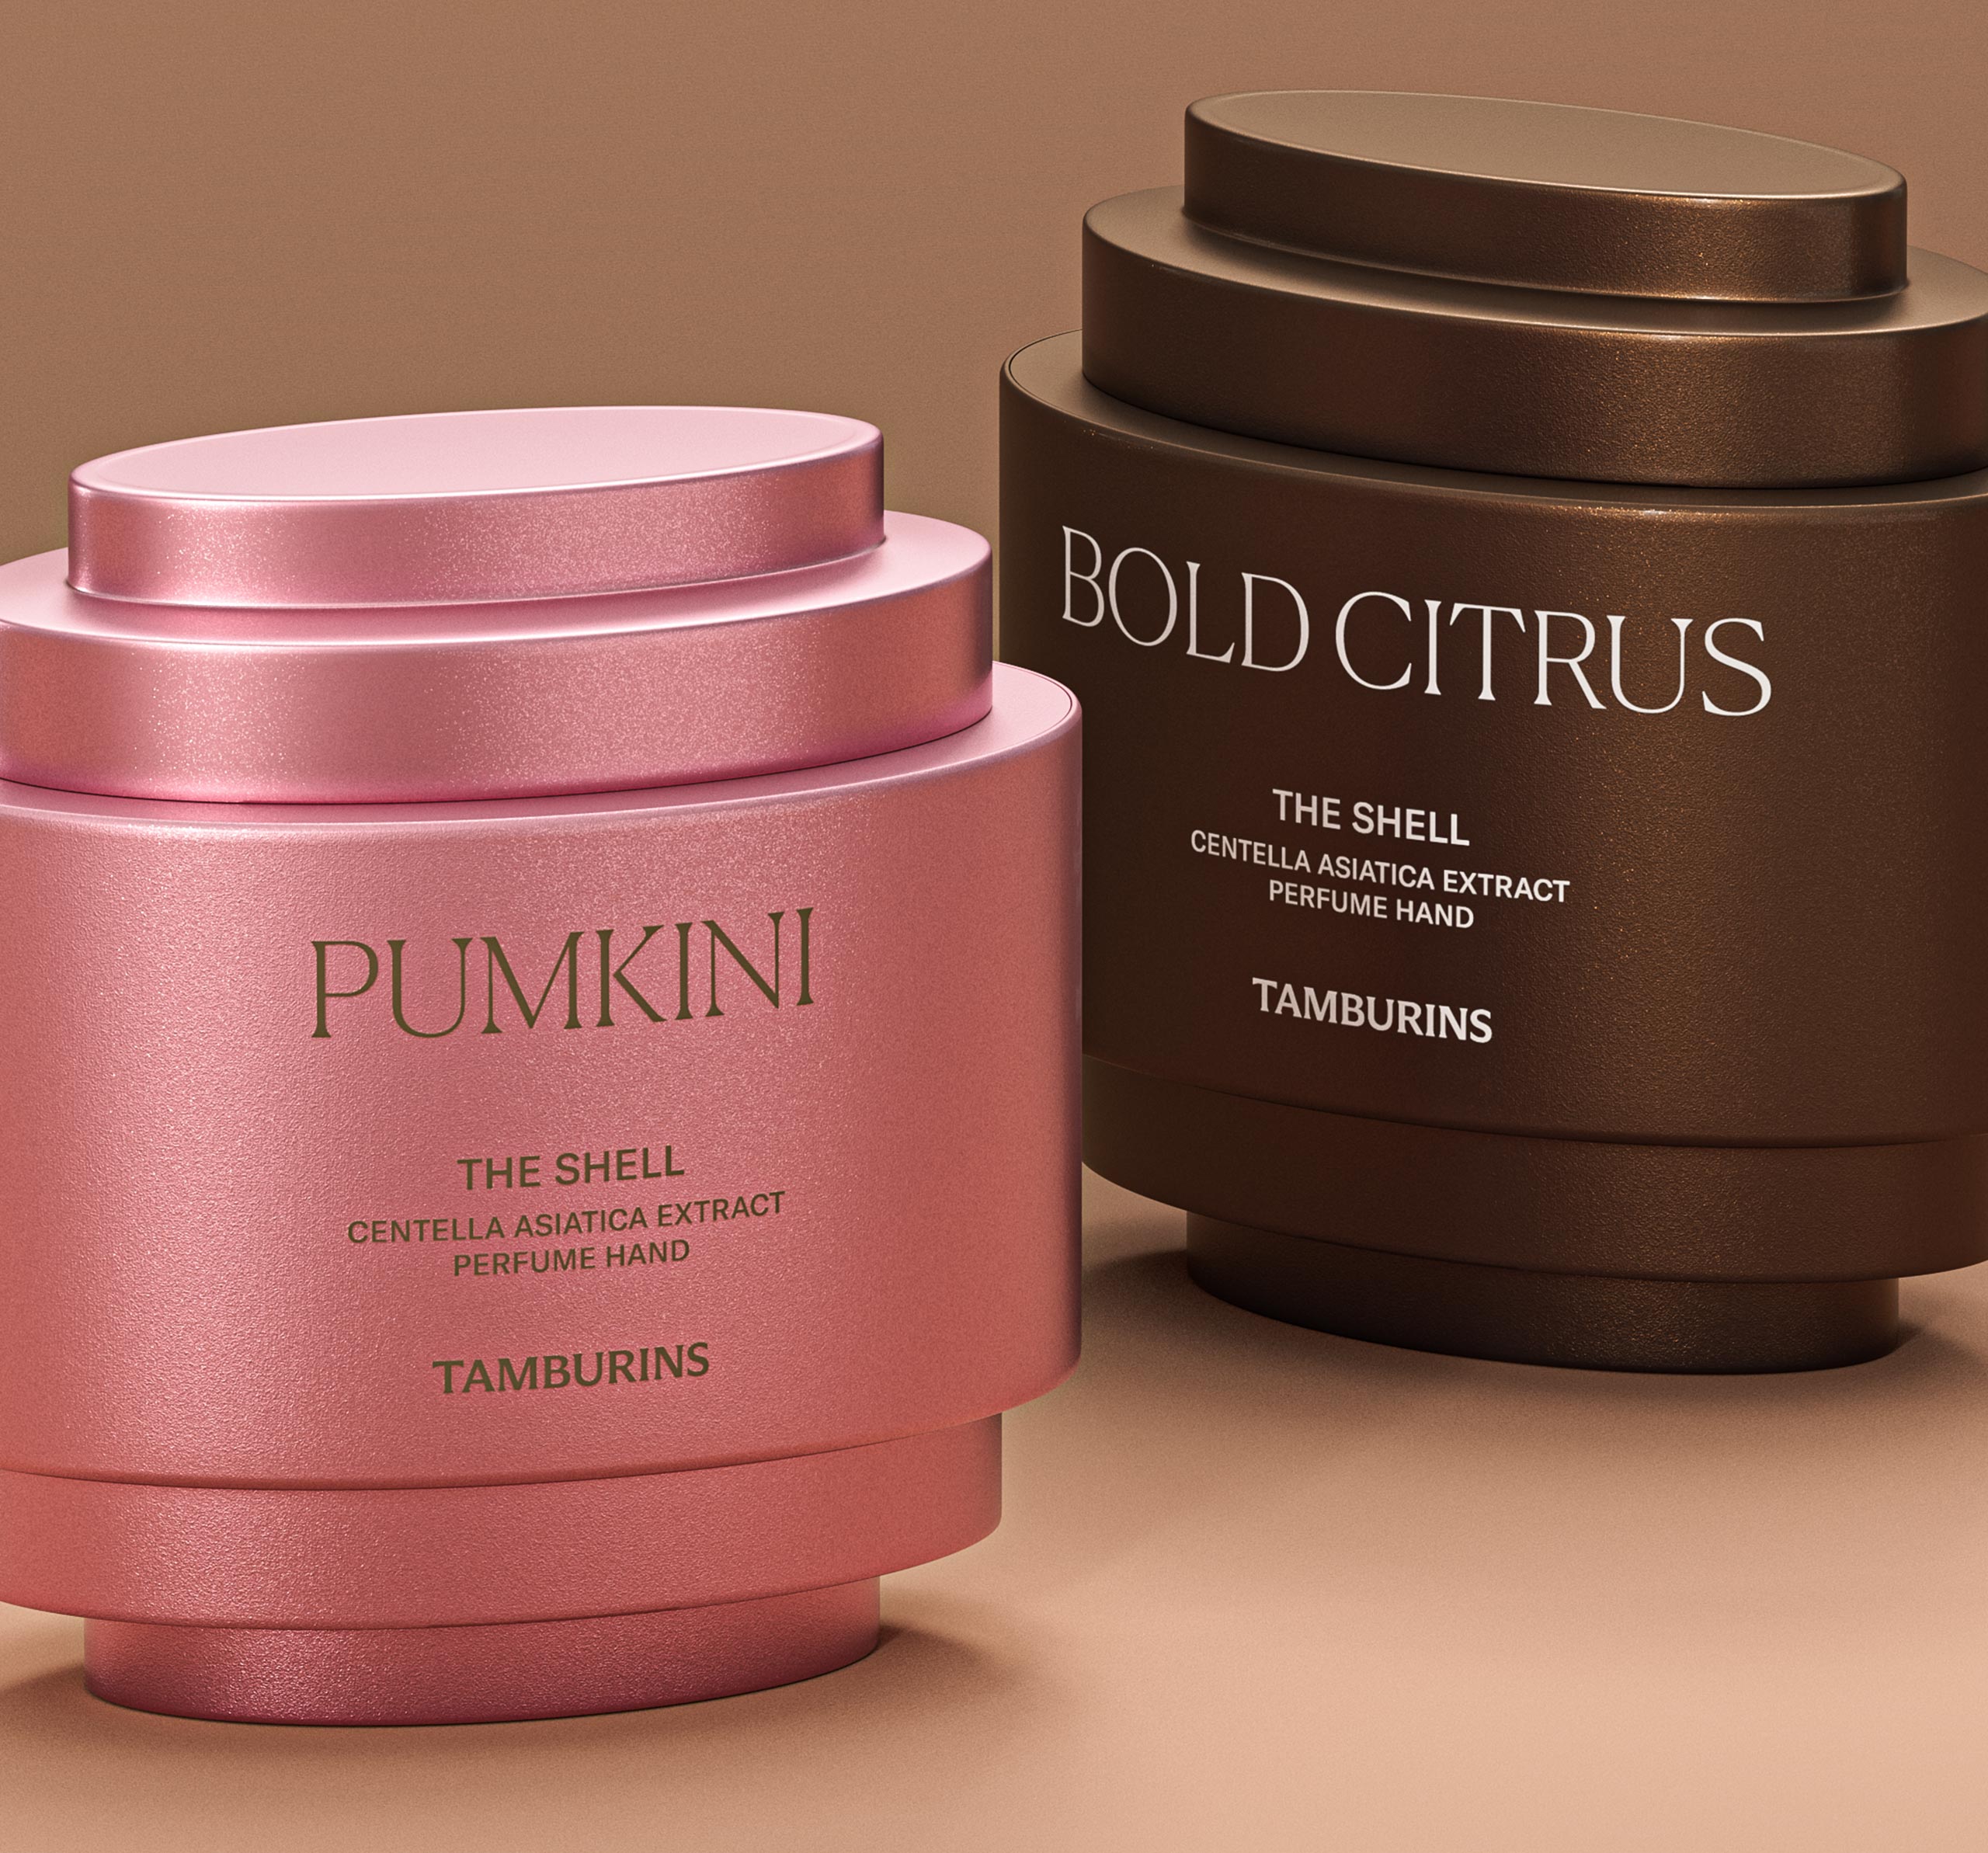 PUMKINI
THE SHELL
CENTELLA ASIATICA EXTRACT
PERFUME HAND
TAMBURINS
BOLD CITRUS
THE SHELL
CENTELLA ASIATICA EXTRACT
PERFUME HAND
TAMBURINS